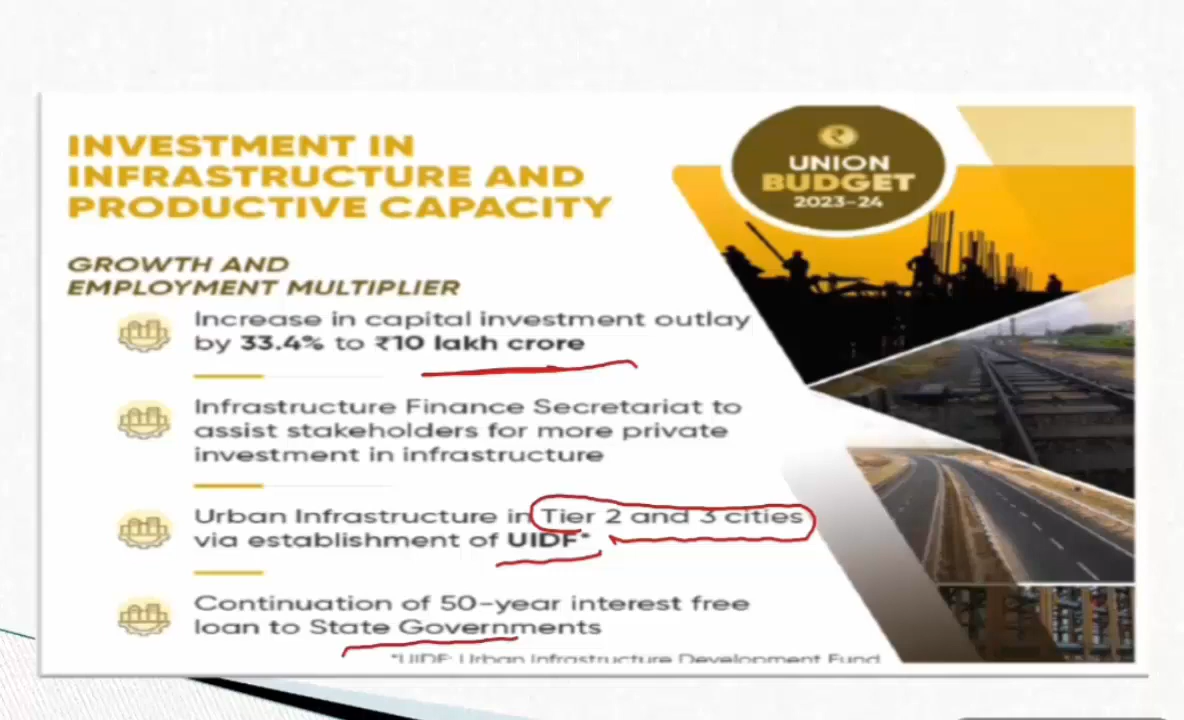 INVESTMENT IN
INFRASTRUCTURE AND
PRODUCTIVE CAPACITY
₹
UNION
BUDGET
2023-24
GROWTH AND
EMPLOYMENT MULTIPLIER
Increase in capital investment outlay
by 33.4% to ₹10 lakh crore
Infrastructure Finance Secretariat to
assist stakeholders for more private
investment in infrastructure
Urban Infrastructure in Tier 2 and 3 cities
via establishment of UIDF*
Continuation of 50-year interest free
loan to State Governments
*UIDF: Urban Infrastructure Development Fund